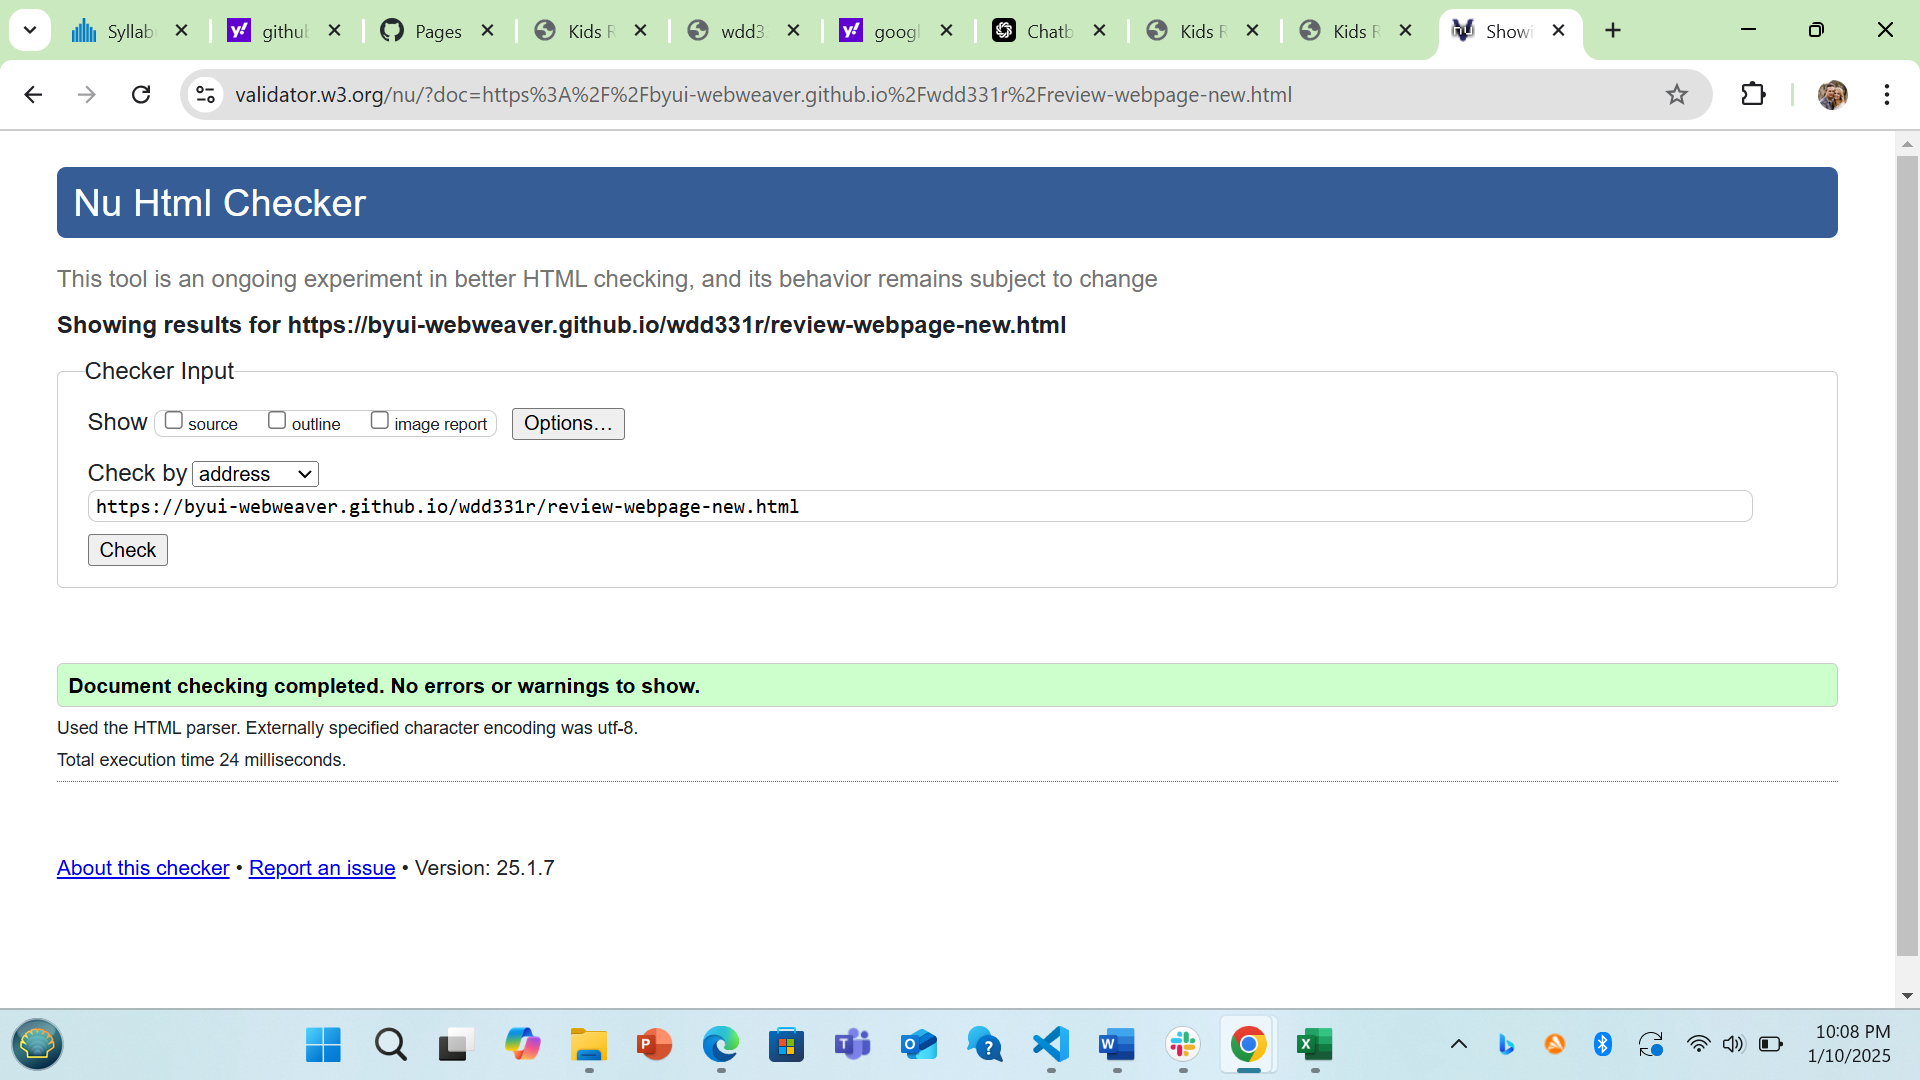 Syllab
github
Pages
Kids R
wdd3
googl
Chatb
Kids R
Kids R
Showi
validator.w3.org/nu/?doc=https%3A%2F%2Fbyui-webweaver.github.io%2Fwdd331r%2Freview-webpage-new.html
Nu Html Checker
This tool is an ongoing experiment in better HTML checking, and its behavior remains subject to change
Showing results for https://byui-webweaver.github.io/wdd331r/review-webpage-new.html
Checker Input
Show source outline image report Options…
Check by address
https://byui-webweaver.github.io/wdd331r/review-webpage-new.html
Check
Document checking completed. No errors or warnings to show.
Used the HTML parser. Externally specified character encoding was utf-8.
Total execution time 24 milliseconds.
About this checker • Report an issue • Version: 25.1.7
10:08 PM
1/10/2025